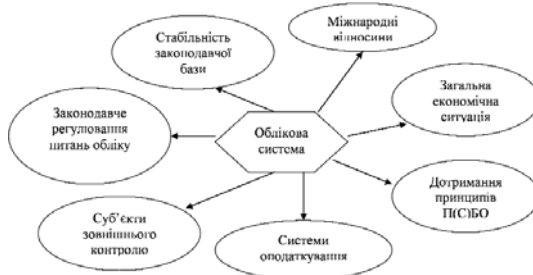 Міжнародні
відносини
Стабільність
законодавчої
бази
Загальна
економічна
ситуація
Законодавче
регулювання
питань обліку
Облікова
система
Дотримання
принципів
П(С)БО
Суб’єкти
зовнішнього
контролю
Системи
оподаткування